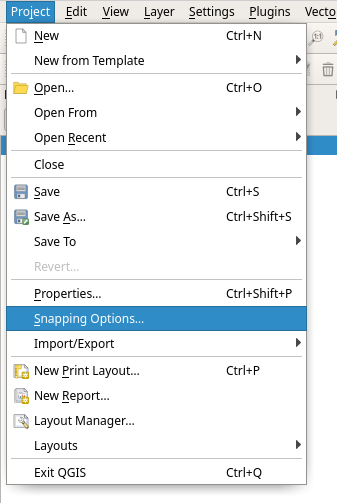 Project Edit View Layer Settings Plugins Vecto
New Ctrl+N
New from Template
Open... Ctrl+O
Open From
Open Recent
Close
Save Ctrl+S
Save As... Ctrl+Shift+S
Save To
Revert...
Properties... Ctrl+Shift+P
Snapping Options...
Import/Export
New Print Layout... Ctrl+P
New Report...
Layout Manager...
Layouts
Exit QGIS Ctrl+Q